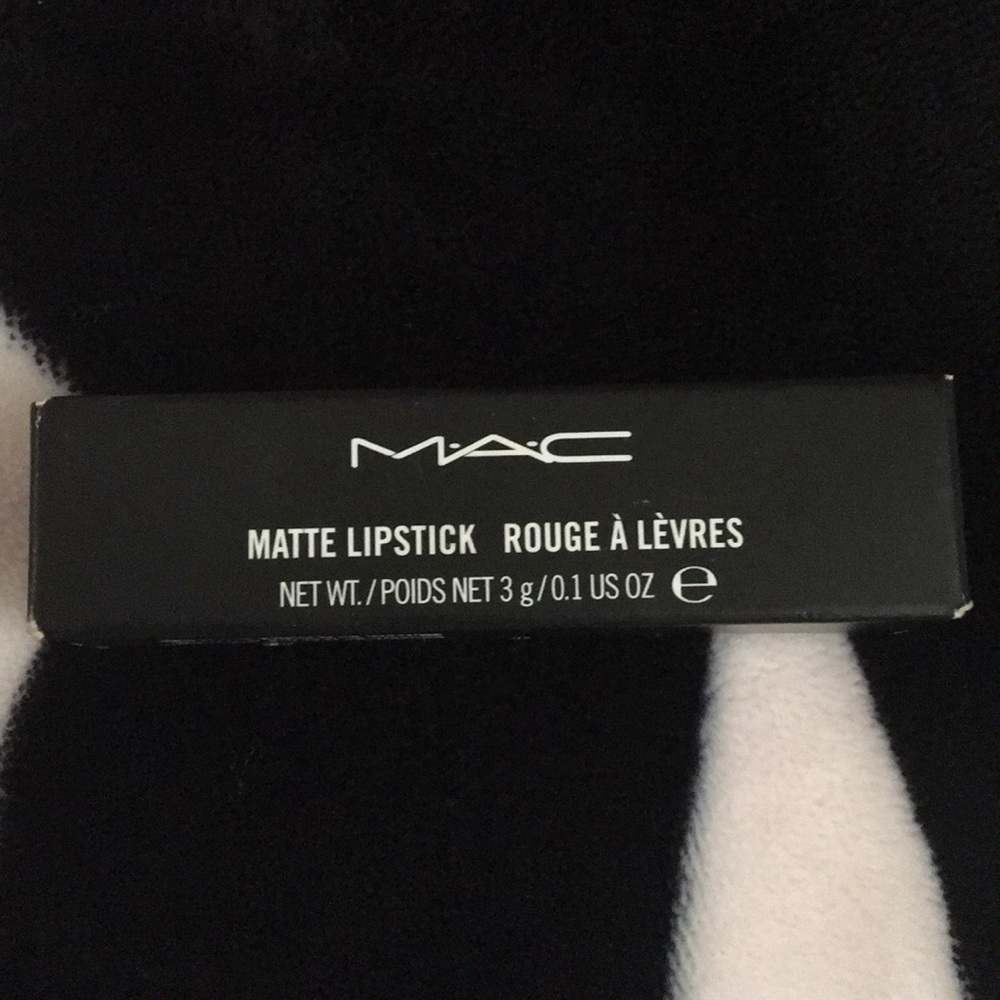 M·A·C
MATTE LIPSTICK ROUGE À LÈVRES
NET WT. / POIDS NET 3 g / 0.1 US OZ ℮